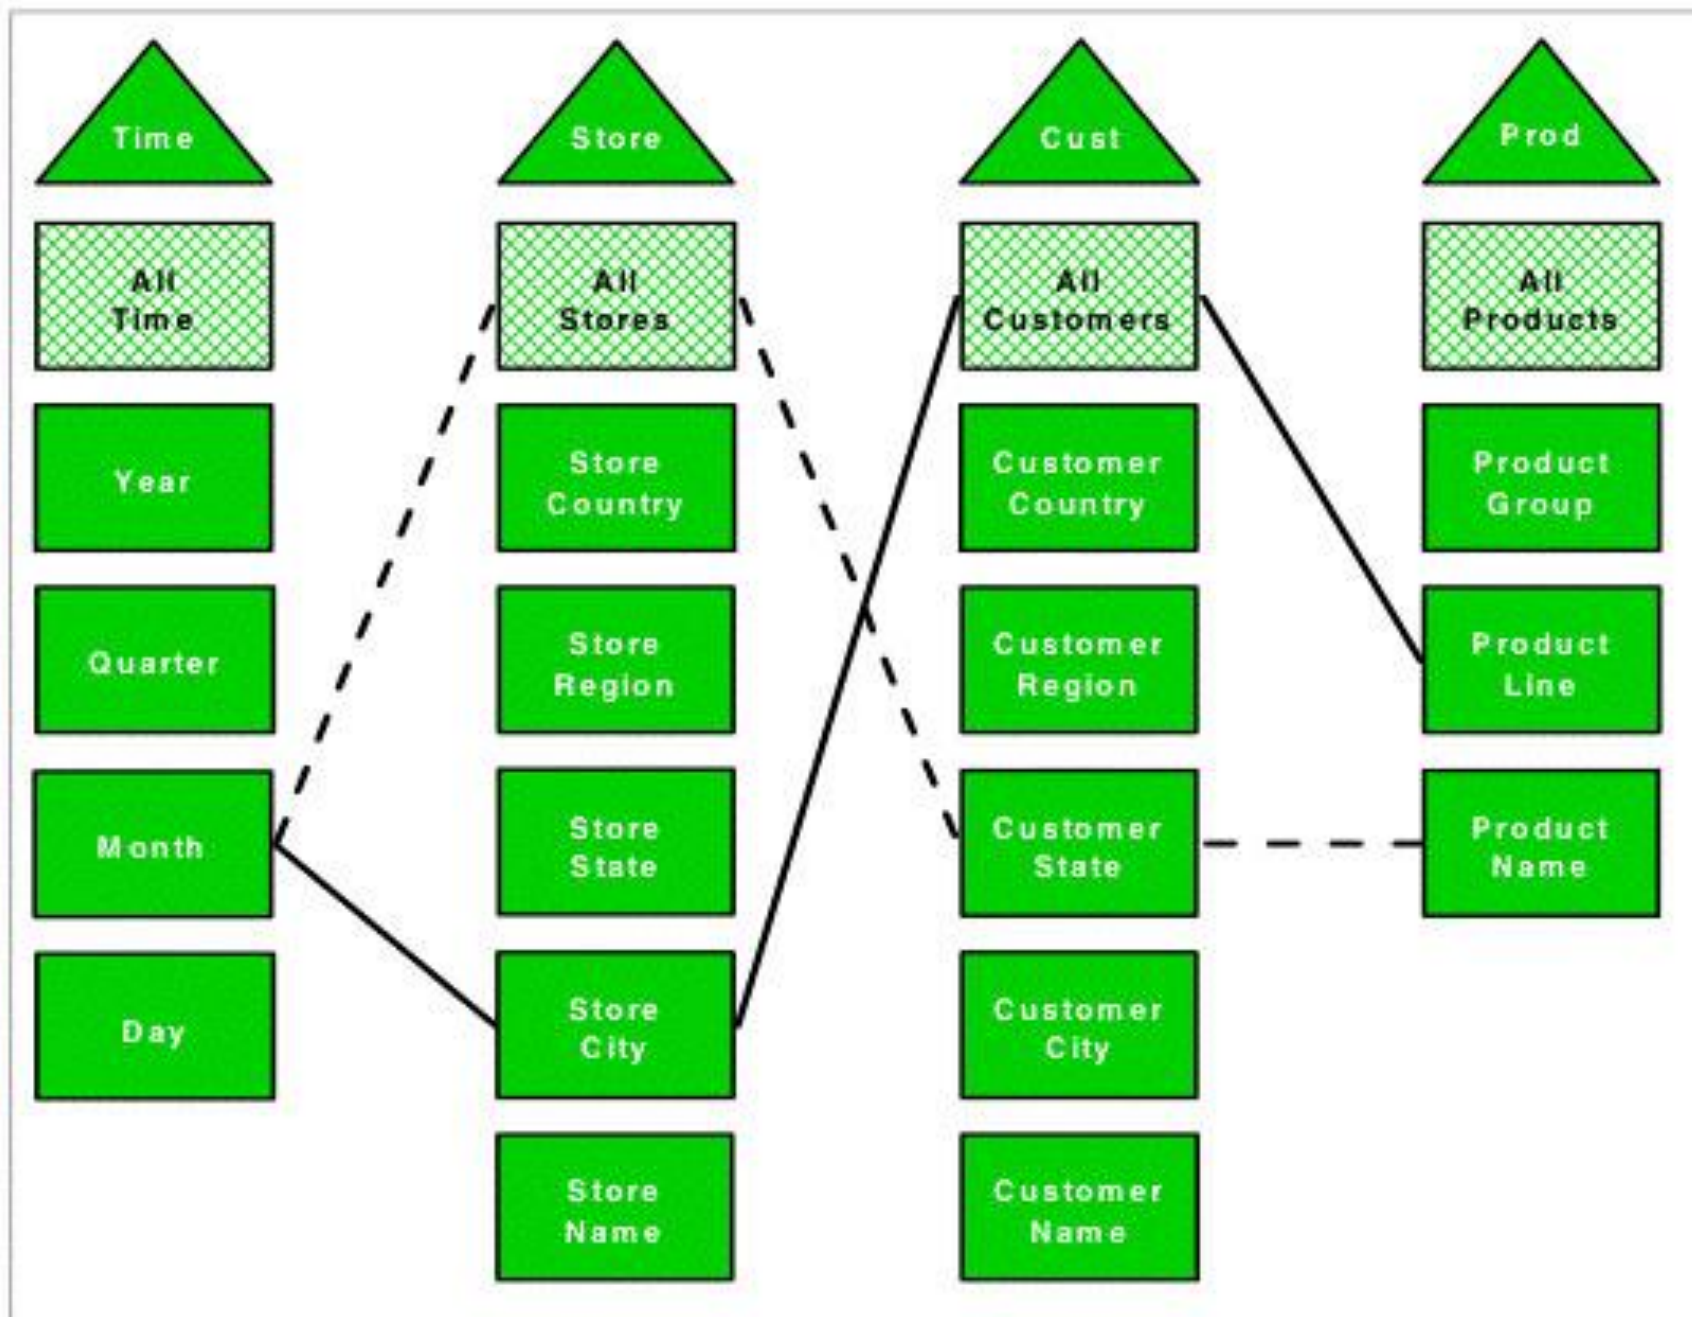 Time
All
Time
Year
Quarter
Month
Day
Store
All
Stores
Store
Country
Store
Region
Store
State
Store
City
Store
Name
Cust
All
Customers
Customer
Country
Customer
Region
Customer
State
Customer
City
Customer
Name
Prod
All
Products
Product
Group
Product
Line
Product
Name